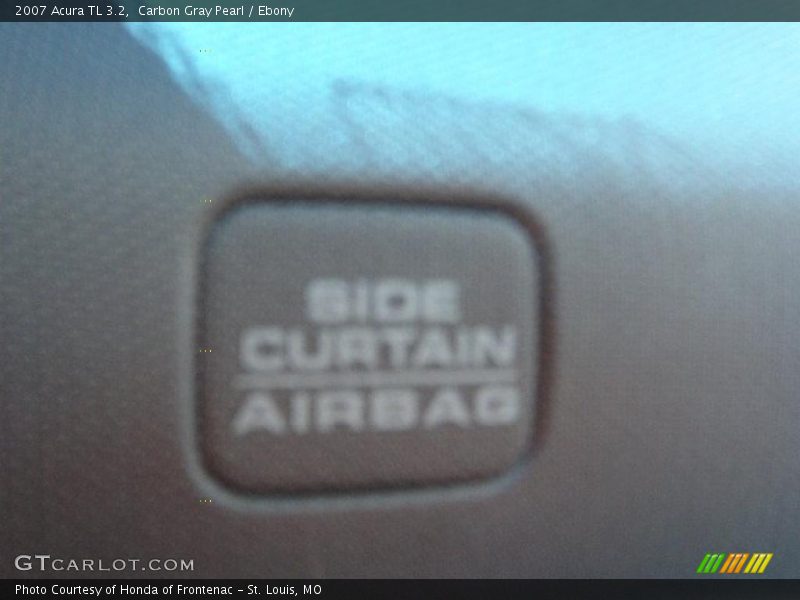 2007 Acura TL 3.2, Carbon Gray Pearl / Ebony
SIDE
CURTAIN
AIRBAG
GTCARLOT.COM
Photo Courtesy of Honda of Frontenac - St. Louis, MO